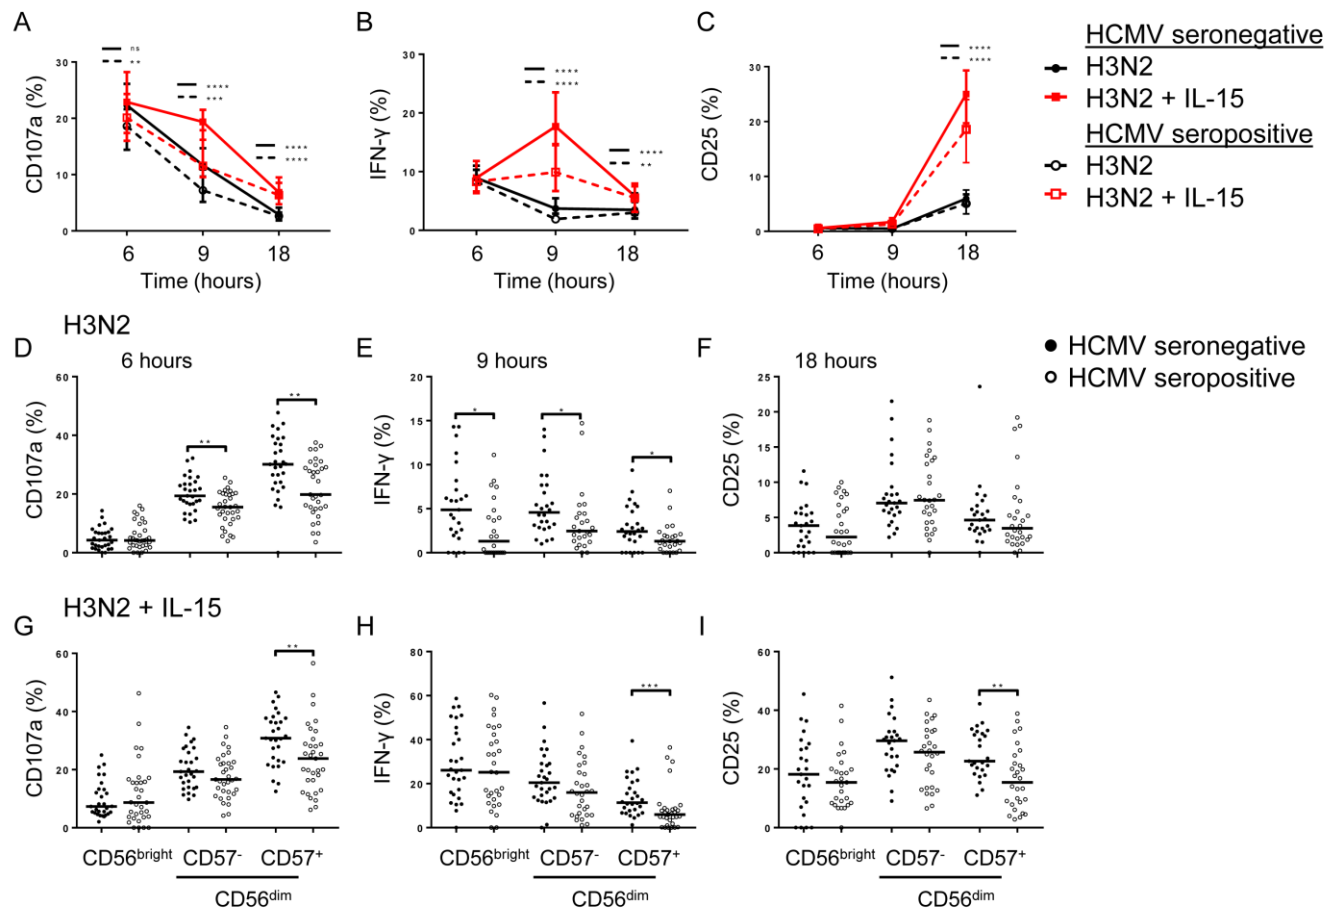 A
B
C
ns
**
****
***
****
****
30
20
10
0
CD107a (%)
6
9
18
Time (hours)
****
****
****
**
40
30
20
10
0
IFN-γ (%)
6
9
18
Time (hours)
****
****
30
20
10
0
CD25 (%)
6
9
18
Time (hours)
HCMV seronegative
H3N2
H3N2 + IL-15
HCMV seropositive
H3N2
H3N2 + IL-15
H3N2
D
6 hours
60
40
20
0
CD107a (%)
**
**
E
9 hours
20
15
10
5
0
IFN-γ (%)
*
*
*
F
18 hours
25
20
15
10
5
0
CD25 (%)
HCMV seronegative
HCMV seropositive
H3N2 + IL-15
G
60
40
20
0
CD107a (%)
**
CD56bright
CD57-
CD57+
CD56dim
H
80
60
40
20
0
IFN-γ (%)
***
CD56bright
CD57-
CD57+
CD56dim
I
60
40
20
0
CD25 (%)
**
CD56bright
CD57-
CD57+
CD56dim